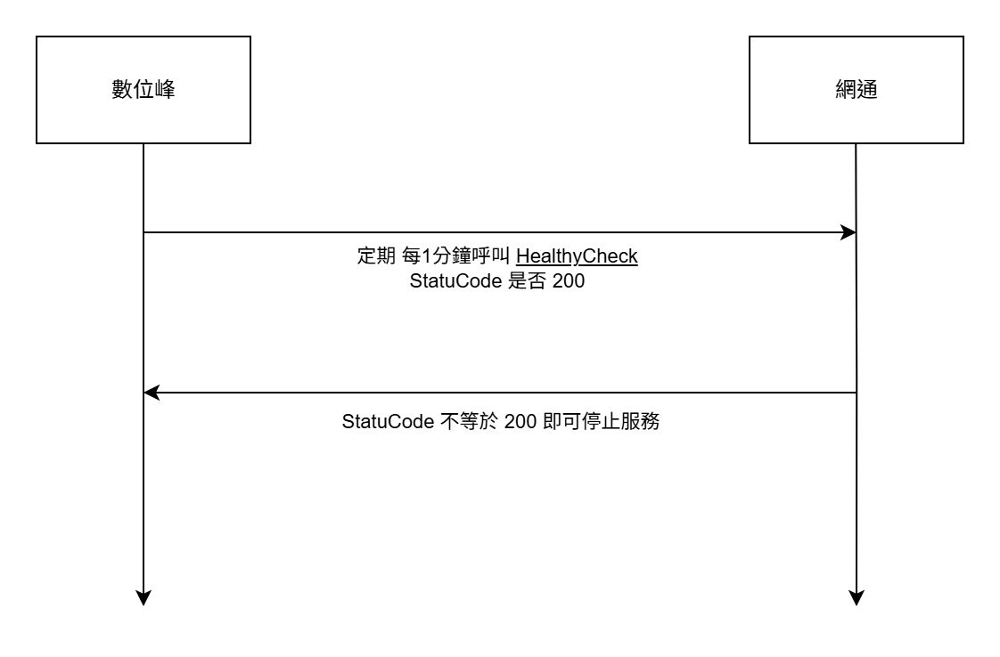 數位峰
網通
定期 每1分鐘呼叫 HealthyCheck
StatuCode 是否 200
StatuCode 不等於 200 即可停止服務